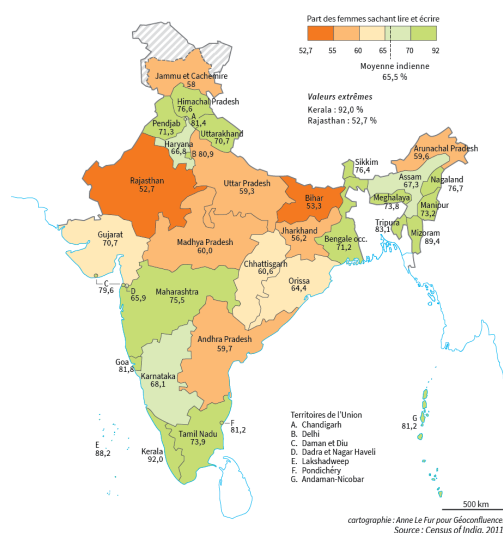 Part des femmes sachant lire et écrire
52,7 55 60 65 70 92
Moyenne indienne
65,5 %
Valeurs extrêmes
Kerala : 92,0 %
Rajasthan : 52,7 %
Jammu et Cachemire
58
Himachal Pradesh
76,6
A
81,4
Pendjab
71,3
Uttarakhand
70,7
Haryana
66,8
B 80,9
Rajasthan
52,7
Uttar Pradesh
59,3
Bihar
53,3
Sikkim
76,4
Arunachal Pradesh
59,6
Assam
67,3
Nagaland
76,7
Meghalaya
73,8
Manipur
73,2
Tripura
83,1
Mizoram
89,4
Gujarat
70,7
Madhya Pradesh
60,0
Jharkhand
56,2
Bengale occ.
71,2
Chhattisgarh
60,6
Orissa
64,4
C
79,6
D
65,9
Maharashtra
75,5
Andhra Pradesh
59,7
Goa
81,8
Karnataka
68,1
F
81,2
Tamil Nadu
73,9
Kerala
92,0
E
88,2
G
81,2
Territoires de l'Union
A. Chandigarh
B. Delhi
C. Daman et Diu
D. Dadra et Nagar Haveli
E. Lakshadweep
F. Pondichéry
G. Andaman-Nicobar
500 km
cartographie : Anne Le Fur pour Géoconfluence
Source : Census of India, 2011